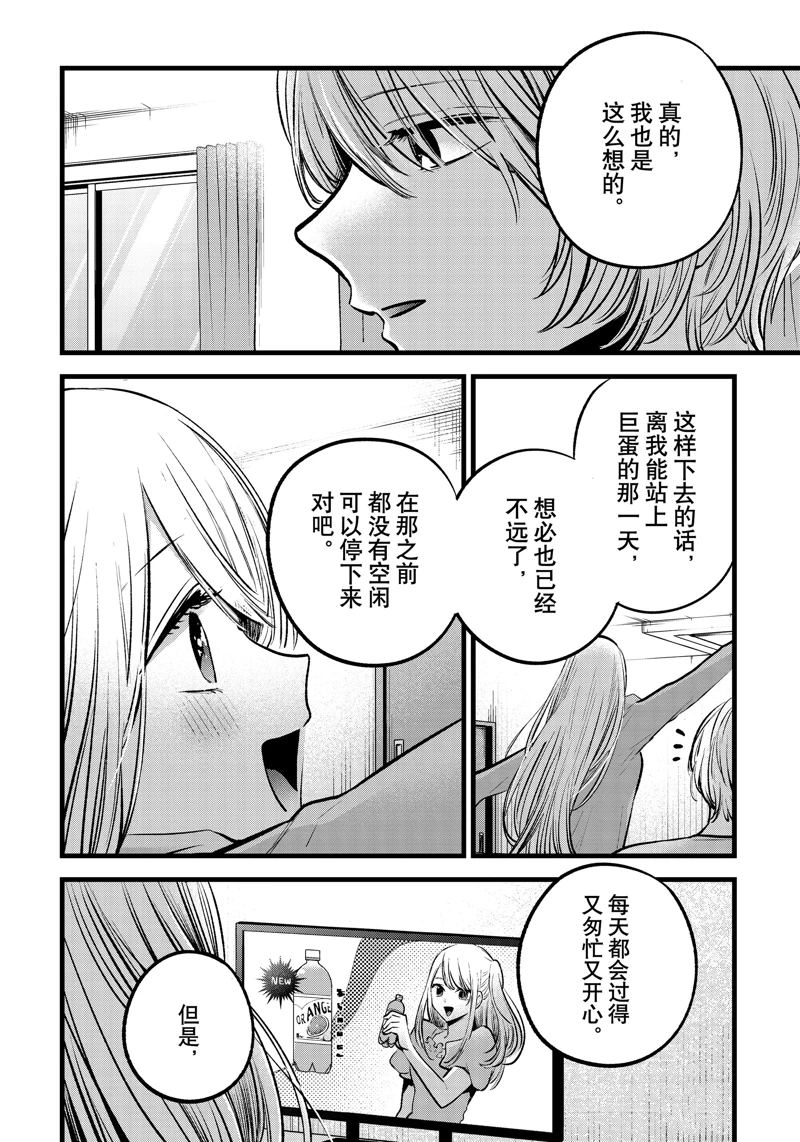 真的，
我也是
这么想的。
这样下去的话，
离我能站上
巨蛋的那一天，
想必也已经
不远了，
在那之前
都没有空闲
可以停下来
对吧。
每天都会过得
又匆忙又开心。
NEW
ORANGE
但是，